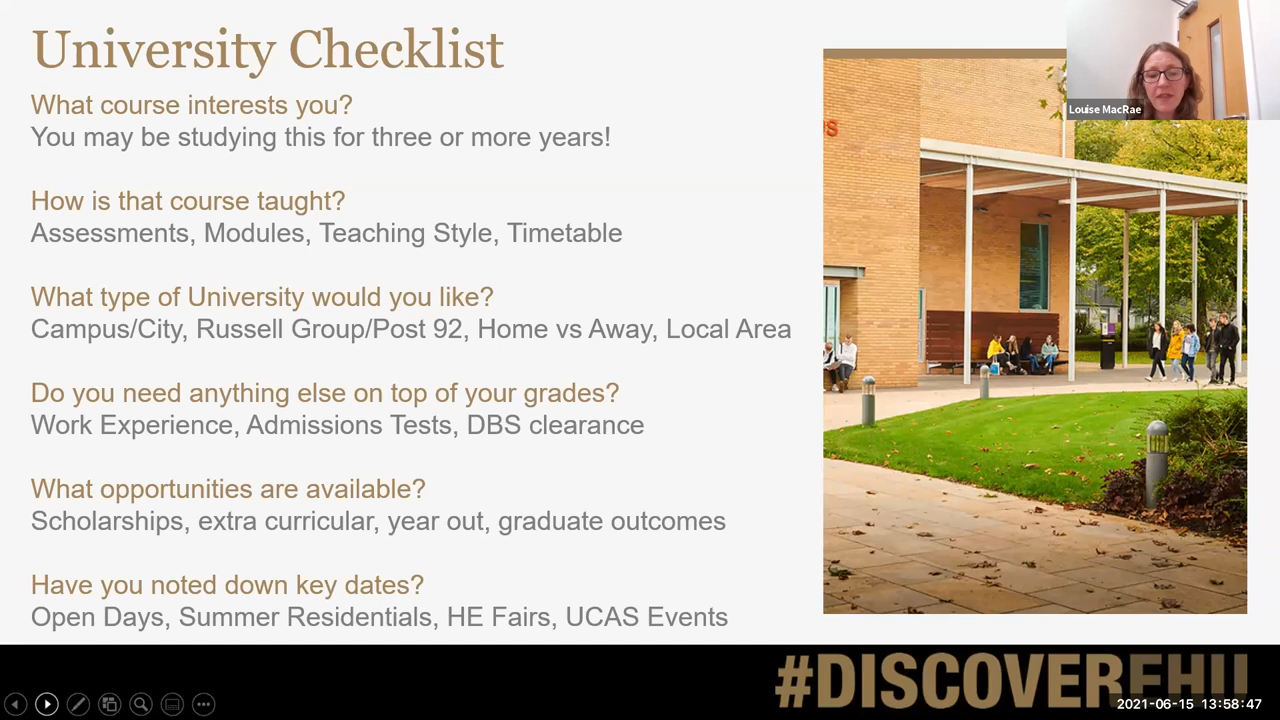 University Checklist
What course interests you?
You may be studying this for three or more years!
How is that course taught?
Assessments, Modules, Teaching Style, Timetable
What type of University would you like?
Campus/City, Russell Group/Post 92, Home vs Away, Local Area
Do you need anything else on top of your grades?
Work Experience, Admissions Tests, DBS clearance
What opportunities are available?
Scholarships, extra curricular, year out, graduate outcomes
Have you noted down key dates?
Open Days, Summer Residentials, HE Fairs, UCAS Events
Louise MacRae
#DISCOVEREHU
2021-06-15 13:58:47